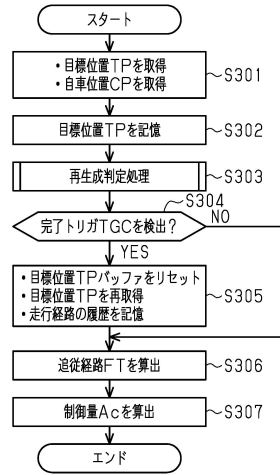 スタート
・目標位置TPを取得
・自車位置CPを取得
S301
目標位置TPを記憶
S302
再生成判定処理
S303
S304
完了トリガTGCを検出？
NO
YES
・目標位置TPバッファをリセット
・目標位置TPを再取得
・走行経路の履歴を記憶
S305
追従経路FTを算出
S306
制御量Acを算出
S307
エンド